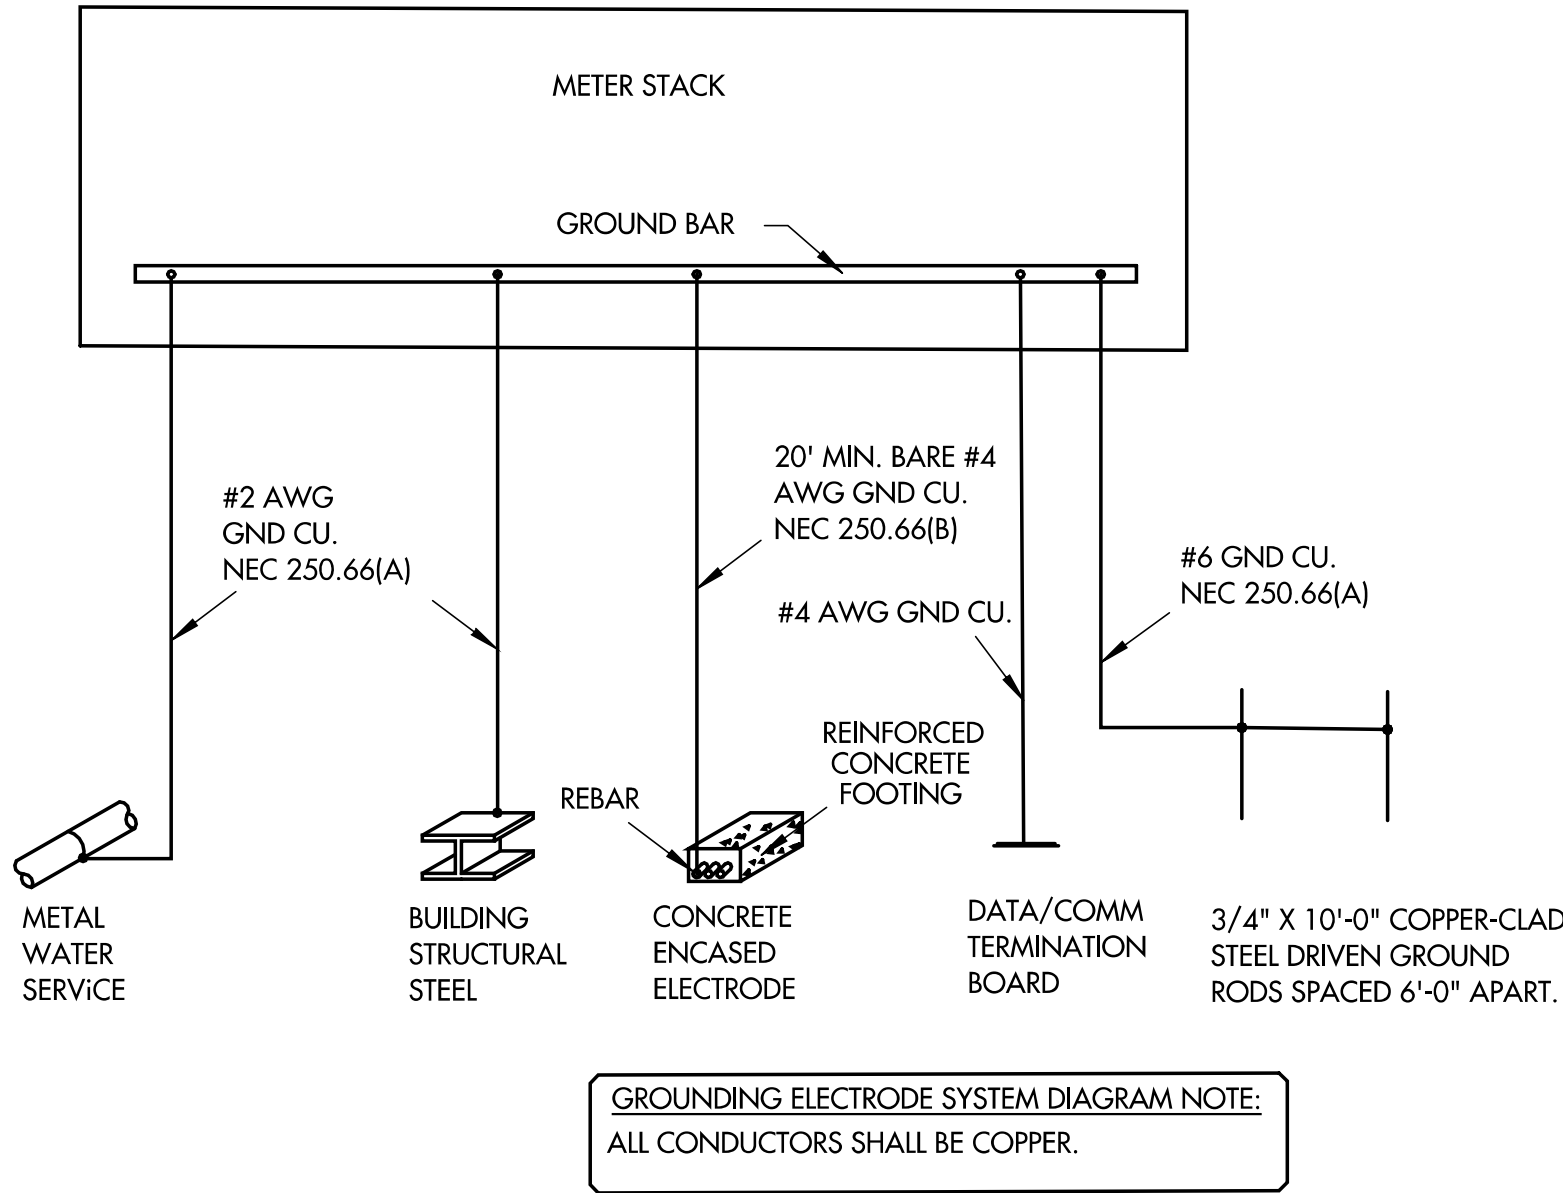 METER STACK
GROUND BAR
#2 AWG
GND CU.
NEC 250.66(A)
20' MIN. BARE #4
AWG GND CU.
NEC 250.66(B)
#4 AWG GND CU.
#6 GND CU.
NEC 250.66(A)
REBAR
REINFORCED
CONCRETE
FOOTING
METAL
WATER
SERViCE
BUILDING
STRUCTURAL
STEEL
CONCRETE
ENCASED
ELECTRODE
DATA/COMM
TERMINATION
BOARD
3/4" X 10'-0" COPPER-CLAD
STEEL DRIVEN GROUND
RODS SPACED 6'-0" APART.
GROUNDING ELECTRODE SYSTEM DIAGRAM NOTE:
ALL CONDUCTORS SHALL BE COPPER.